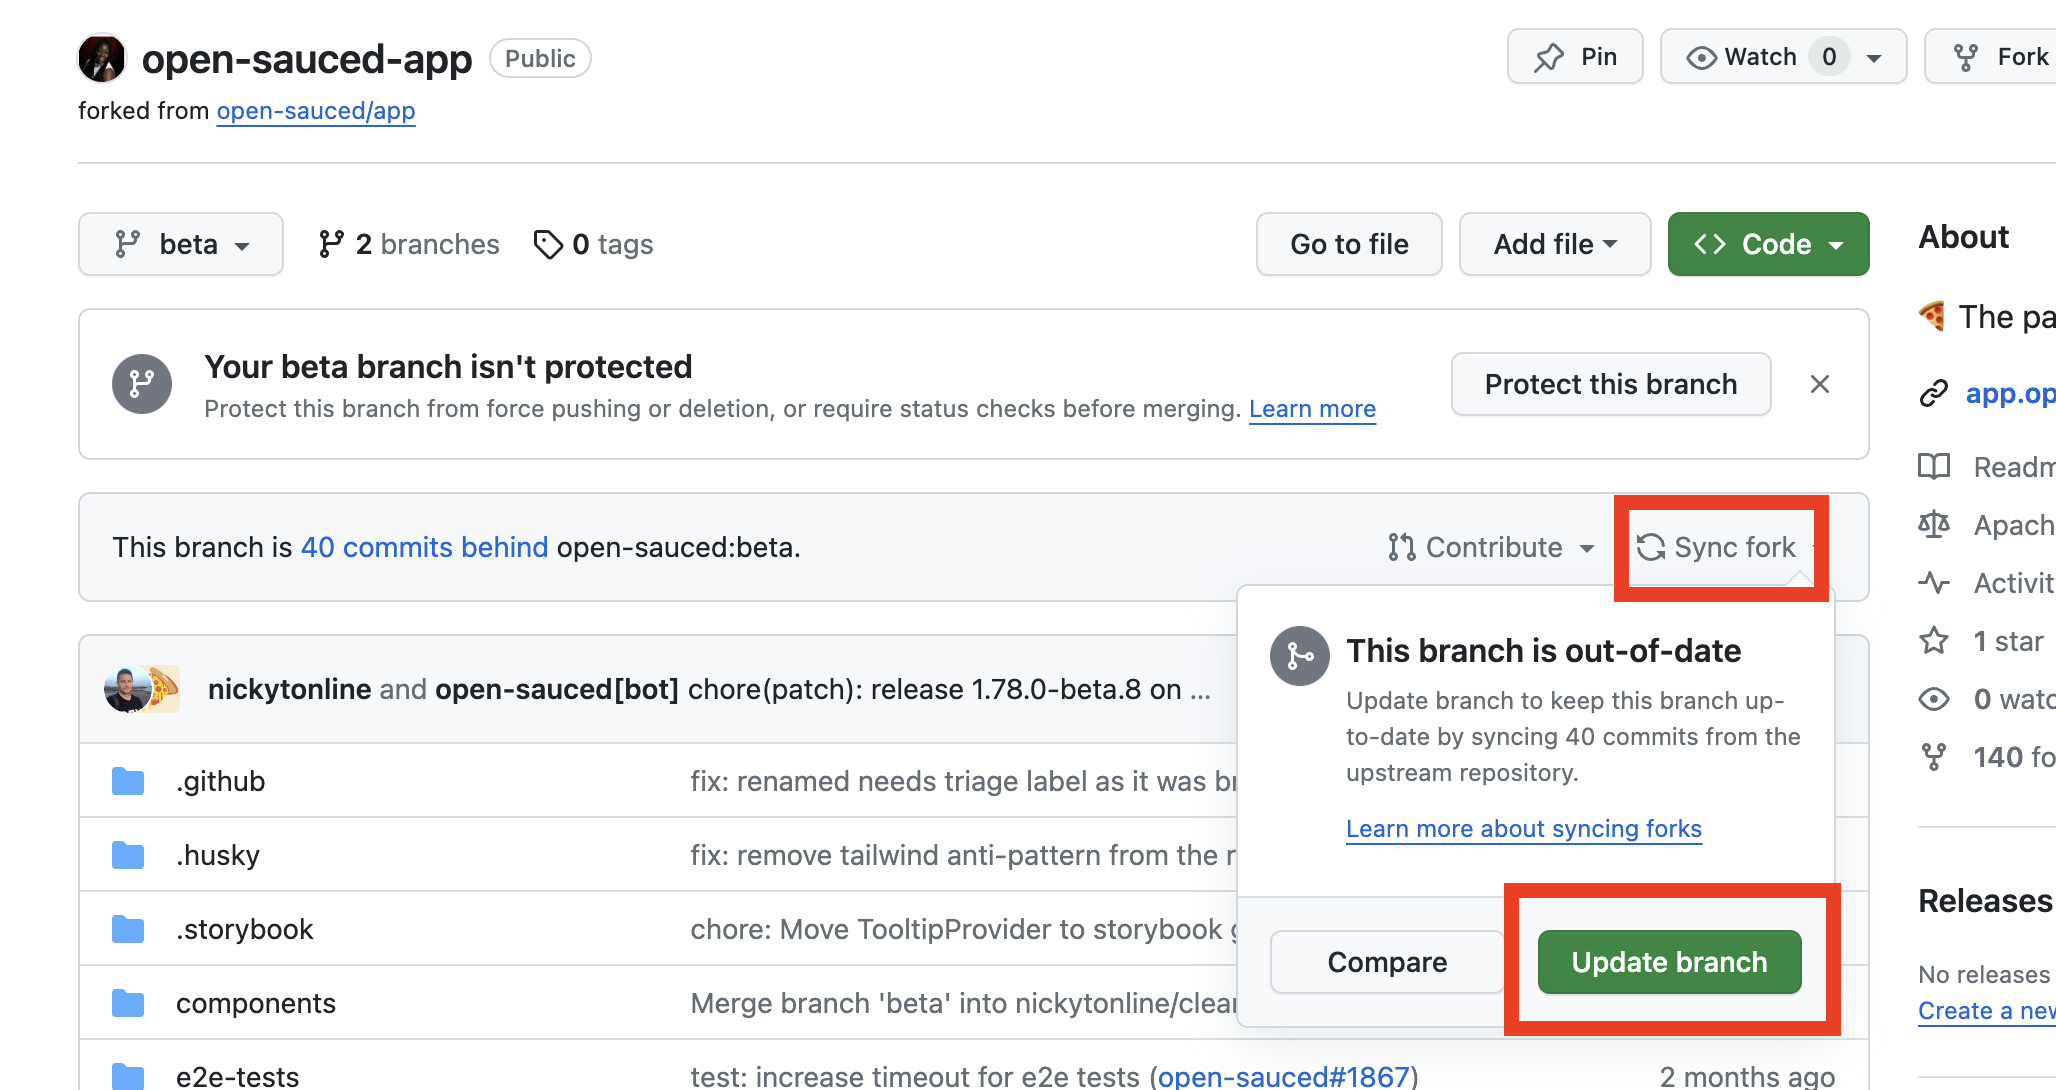 open-sauced-app Public Pin Watch 0 Fork
forked from open-sauced/app
beta 2 branches 0 tags Go to file Add file Code
About
The pa
Your beta branch isn't protected
Protect this branch from force pushing or deletion, or require status checks before merging. Learn more
Protect this branch
app.op
Readm
Apach
This branch is 40 commits behind open-sauced:beta. Contribute Sync fork
Activit
1 star
This branch is out-of-date
Update branch to keep this branch up-
to-date by syncing 40 commits from the
upstream repository.
Learn more about syncing forks
Compare Update branch
nickytonline and open-sauced[bot] chore(patch): release 1.78.0-beta.8 on ...
0 watc
140 fo
.github fix: renamed needs triage label as it was br
.husky fix: remove tailwind anti-pattern from the r
.storybook chore: Move TooltipProvider to storybook g
components Merge branch 'beta' into nickytonline/clear
e2e-tests test: increase timeout for e2e tests (open-sauced#1867) 2 months ago
Releases
No releases
Create a new